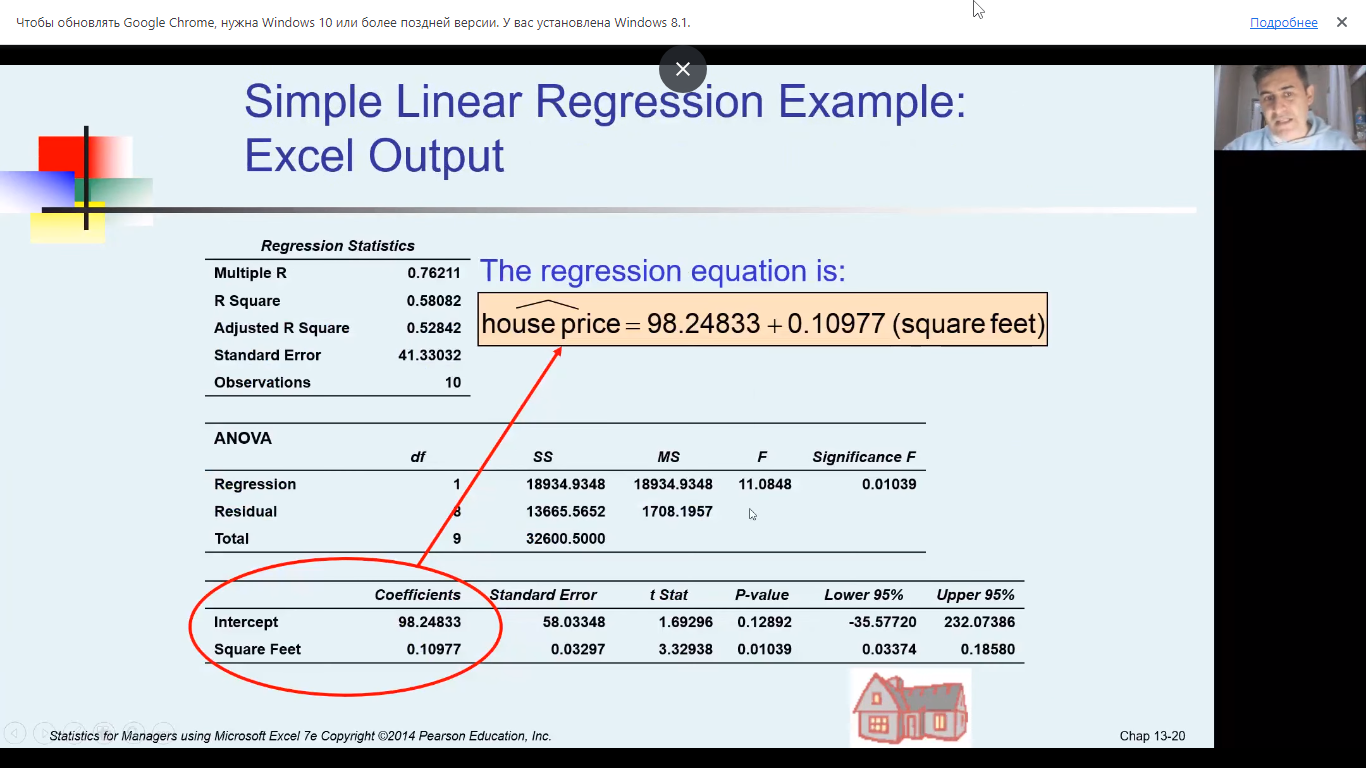 Чтобы обновлять Google Chrome, нужна Windows 10 или более поздней версии. У вас установлена Windows 8.1.
Подробнее
Simple Linear Regression Example:
Excel Output
Regression Statistics
Multiple R 0.76211
R Square 0.58082
Adjusted R Square 0.52842
Standard Error 41.33032
Observations 10
The regression equation is:
house price = 98.24833 + 0.10977 (square feet)
ANOVA
df SS MS F Significance F
Regression 1 18934.9348 18934.9348 11.0848 0.01039
Residual 8 13665.5652 1708.1957
Total 9 32600.5000
Coefficients Standard Error t Stat P-value Lower 95% Upper 95%
Intercept 98.24833 58.03348 1.69296 0.12892 -35.57720 232.07386
Square Feet 0.10977 0.03297 3.32938 0.01039 0.03374 0.18580
Statistics for Managers using Microsoft Excel 7e Copyright ©2014 Pearson Education, Inc.
Chap 13-20